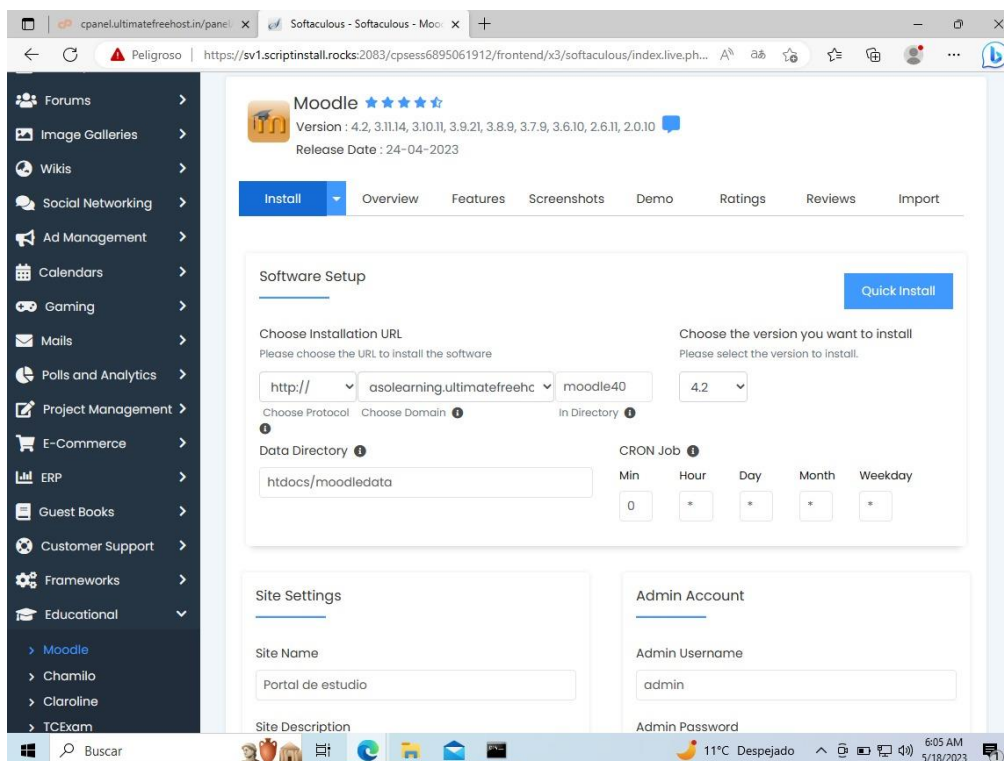 cpanel.ultimatefreehost.in/panel
Softaculous - Softaculous - Mood
Peligroso
https://sv1.scriptinstall.rocks:2083/cpsess6895061912/frontend/x3/softaculous/index.live.ph...
Forums
Image Galleries
Wikis
Social Networking
Ad Management
Calendars
Gaming
Mails
Polls and Analytics
Project Management
E-Commerce
ERP
Guest Books
Customer Support
Frameworks
Educational
Moodle
Chamilo
Claroline
TCExam
Moodle
Version : 4.2, 3.11.14, 3.10.11, 3.9.21, 3.8.9, 3.7.9, 3.6.10, 2.6.11, 2.0.10
Release Date : 24-04-2023
Install Overview Features Screenshots Demo Ratings Reviews Import
Software Setup
Quick Install
Choose Installation URL
Please choose the URL to install the software
http:// asolearning.ultimatefreehc moodle40
Choose Protocol Choose Domain In Directory
Choose the version you want to install
Please select the version to install.
4.2
Data Directory
htdocs/moodledata
CRON Job
Min Hour Day Month Weekday
0 * * * *
Site Settings
Site Name
Portal de estudio
Site Description
Admin Account
Admin Username
admin
Admin Password
Buscar
11°C Despejado
6:05 AM
5/18/2023